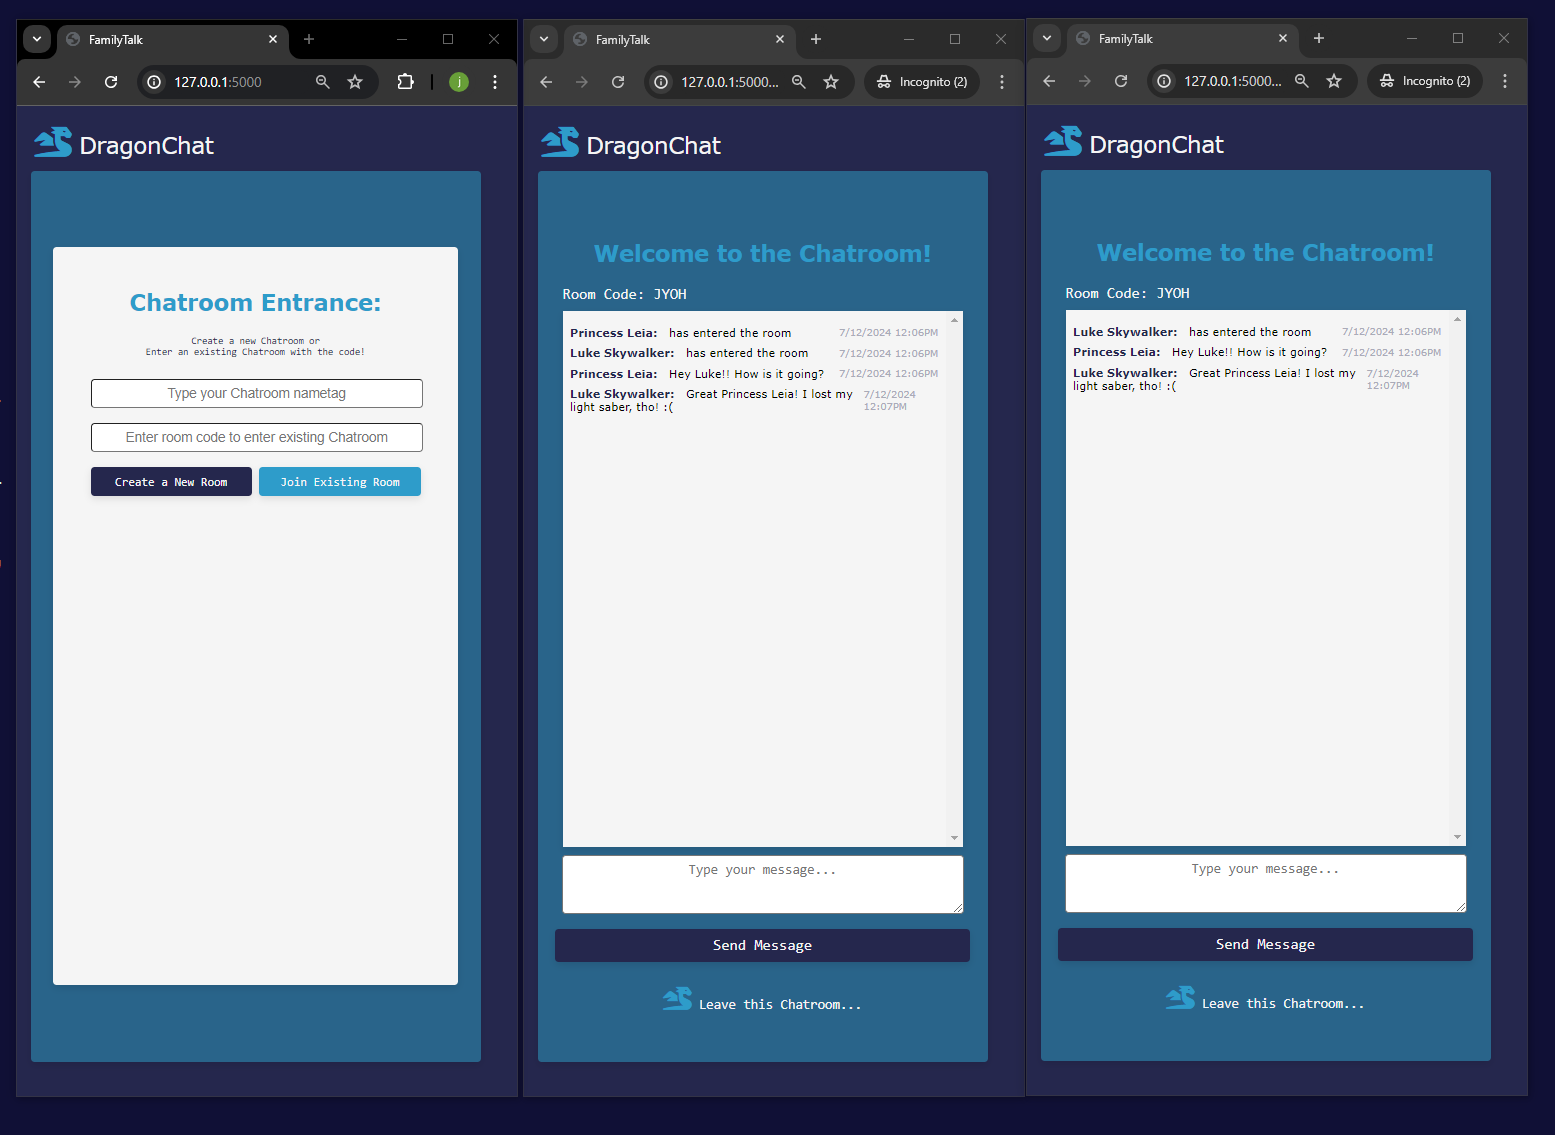 FamilyTalk
127.0.0.1:5000
j
DragonChat
Chatroom Entrance:
Create a new Chatroom or
Enter an existing Chatroom with the code!
Type your Chatroom nametag
Enter room code to enter existing Chatroom
Create a New Room Join Existing Room
FamilyTalk
127.0.0.1:5000... Incognito (2)
DragonChat
Welcome to the Chatroom!
Room Code: JYOH
Princess Leia: has entered the room 7/12/2024 12:06PM
Luke Skywalker: has entered the room 7/12/2024 12:06PM
Princess Leia: Hey Luke!! How is it going? 7/12/2024 12:06PM
Luke Skywalker: Great Princess Leia! I lost my 7/12/2024
light saber, tho! :( 12:07PM
Type your message...
Send Message
Leave this Chatroom...
FamilyTalk
127.0.0.1:5000... Incognito (2)
DragonChat
Welcome to the Chatroom!
Room Code: JYOH
Luke Skywalker: has entered the room 7/12/2024 12:06PM
Princess Leia: Hey Luke!! How is it going? 7/12/2024 12:06PM
Luke Skywalker: Great Princess Leia! I lost my 7/12/2024
light saber, tho! :( 12:07PM
Type your message...
Send Message
Leave this Chatroom...